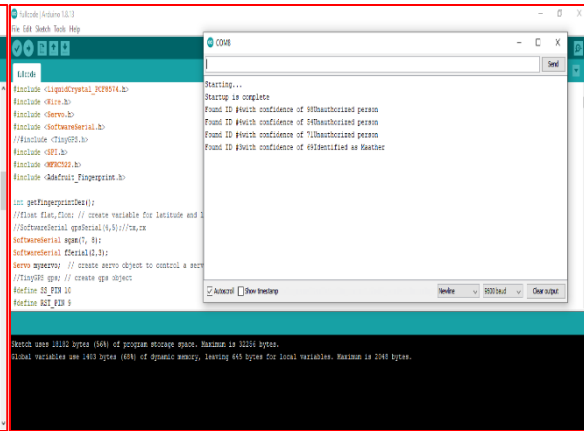 fullcode | Arduino 1.8.13
File Edit Sketch Tools Help
fullcode
#include <LiquidCrystal_PCF8574.h>
#include <Wire.h>
#include <Servo.h>
#include <SoftwareSerial.h>
//#include <TinyGPS.h>
#include <SPI.h>
#include <MFRC522.h>
#include <Adafruit_Fingerprint.h>
int getFingerprintDez();
//float flat,flon; // create variable for latitude and l
//SoftwareSerial gpsSerial(6,5);//tx,rx
SoftwareSerial sgsm(7, 8);
SoftwareSerial fSerial(2,3);
Servo myservo; // create servo object to control a serv
//TinyGPS gps; // create gps object
#define SS_PIN 10
#define RST_PIN 9
COM6
Send
Starting...
Startup is complete
Found ID #4with confidence of 98Unauthorized person
Found ID #4with confidence of 54Unauthorized person
Found ID #4with confidence of 71Unauthorized person
Found ID #3with confidence of 69Identified as Maather
Autoscroll Show timestamp
Newline
9600 baud
Clear output
Sketch uses 18182 bytes (56%) of program storage space. Maximum is 32256 bytes.
Global variables use 1403 bytes (68%) of dynamic memory, leaving 645 bytes for local variables. Maximum is 2048 bytes.